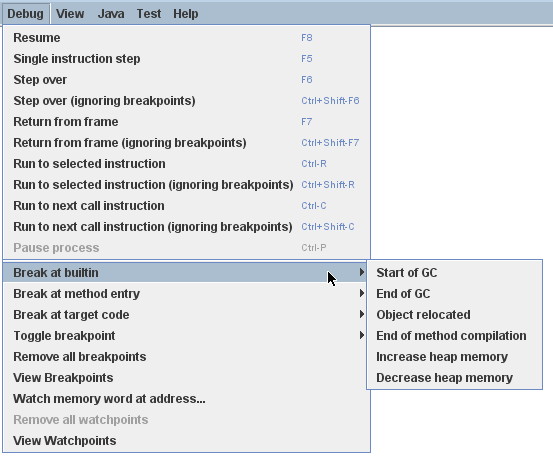 Debug View Java Test Help
Resume F8
Single instruction step F5
Step over F6
Step over (ignoring breakpoints) Ctrl+Shift-F6
Return from frame F7
Return from frame (ignoring breakpoints) Ctrl+Shift-F7
Run to selected instruction Ctrl-R
Run to selected instruction (ignoring breakpoints) Ctrl+Shift-R
Run to next call instruction Ctrl-C
Run to next call instruction (ignoring breakpoints) Ctrl+Shift-C
Pause process Ctrl-P
Break at builtin
Break at method entry
Break at target code
Toggle breakpoint
Remove all breakpoints
View Breakpoints
Watch memory word at address...
Remove all watchpoints
View Watchpoints
Start of GC
End of GC
Object relocated
End of method compilation
Increase heap memory
Decrease heap memory